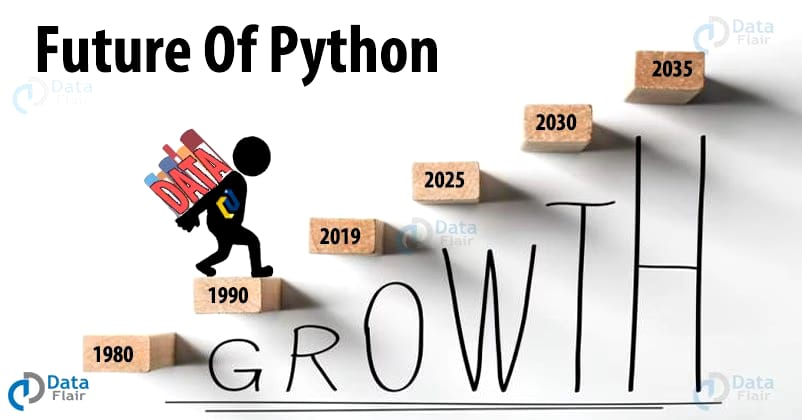 Future Of Python
Data
Flair
Data
Flair
2035
2030
2025
DATA
2019
Data
Flair
1990
1980
GROWTH
Data
Flair
Data
Flair